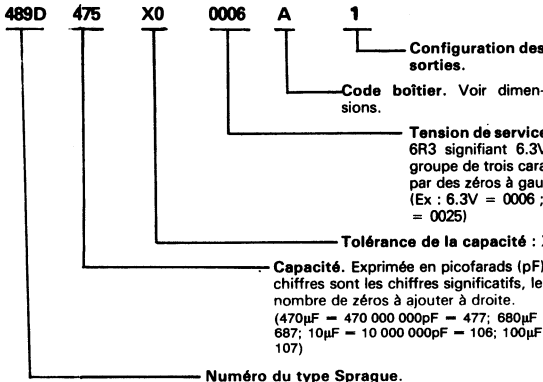 489D 475 X0 0006 A 1
Configuration des
sorties.
Code boîtier. Voir dimen-
sions.
Tension de service
6R3 signifiant 6.3V
groupe de trois cara
par des zéros à gau
(Ex : 6.3V = 0006 ;
= 0025)
Tolérance de la capacité :
Capacité. Exprimée en picofarads (pF)
chiffres sont les chiffres significatifs, le
nombre de zéros à ajouter à droite.
(470µF = 470 000 000pF = 477; 680µF
687; 10µF = 10 000 000pF = 106; 100µF
107)
Numéro du type Sprague.